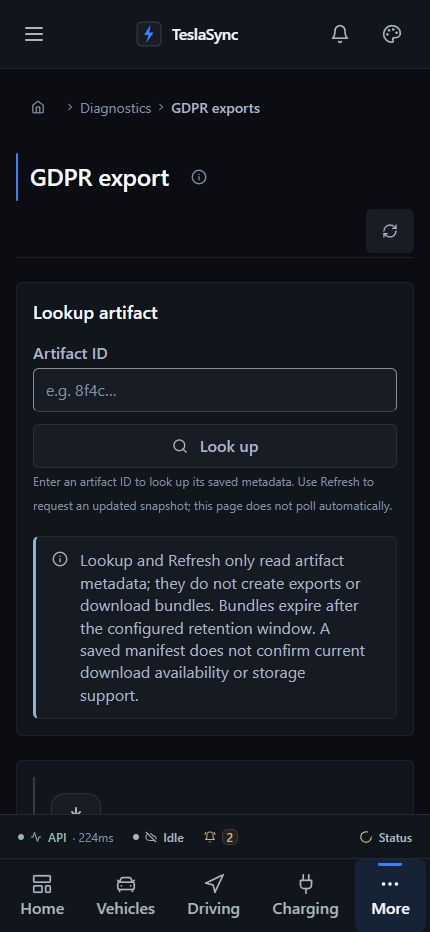 TeslaSync
Diagnostics
GDPR exports
GDPR export
Lookup artifact
Artifact ID
e.g. 8f4c...
Look up
Enter an artifact ID to look up its saved metadata. Use Refresh to
request an updated snapshot; this page does not poll automatically.
Lookup and Refresh only read artifact
metadata; they do not create exports or
download bundles. Bundles expire after
the configured retention window. A
saved manifest does not confirm current
download availability or storage
support.
API · 224ms
Idle
2
Status
Home
Vehicles
Driving
Charging
More